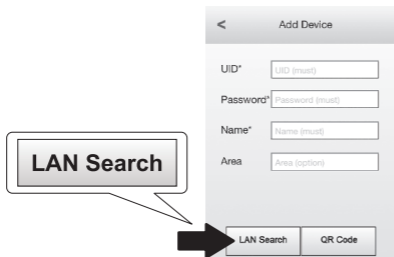 < Add Device
UID* UID (must)
Password* Password (must)
Name* Name (must)
Area Area (option)
LAN Search
LAN Search QR Code